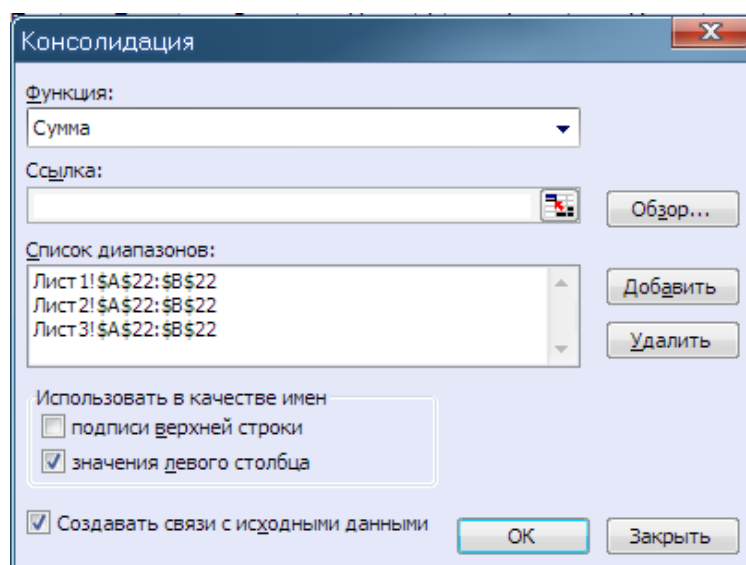 Консолидация
Функция:
Сумма
Ссылка:
Обзор...
Список диапазонов:
Лист1!$A$22:$B$22
Лист2!$A$22:$B$22
Лист3!$A$22:$B$22
Добавить
Удалить
Использовать в качестве имен
подписи верхней строки
значения левого столбца
Создавать связи с исходными данными
ОК
Закрыть